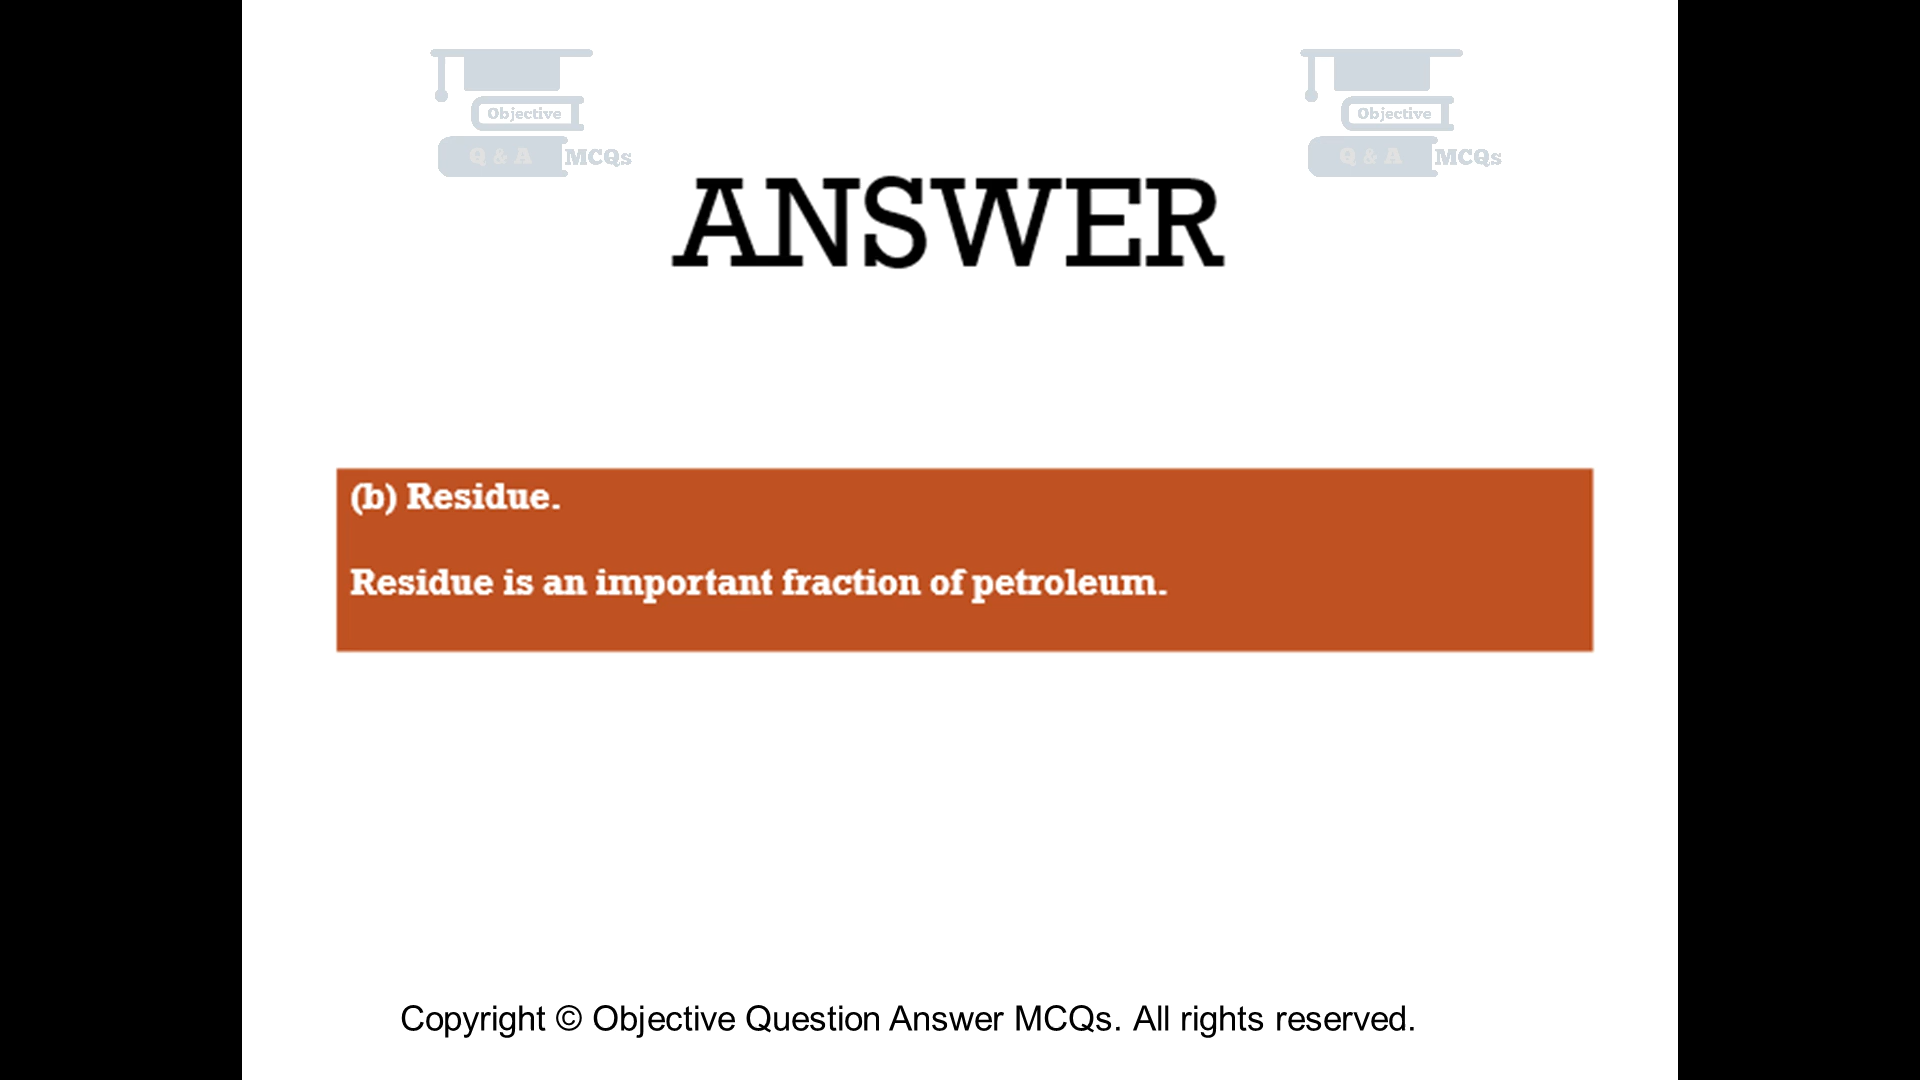 Objective
Q & A MCQs
Objective
Q & A MCQs
ANSWER
(b) Residue.
Residue is an important fraction of petroleum.
Copyright © Objective Question Answer MCQs. All rights reserved.